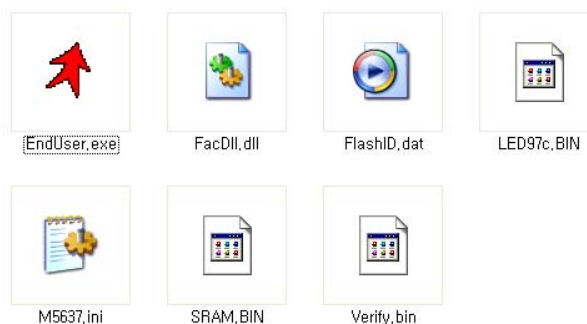 EndUser,exe
FacDll,dll
FlashID,dat
LED97c,BIN
M5637,ini
SRAM,BIN
Verify,bin